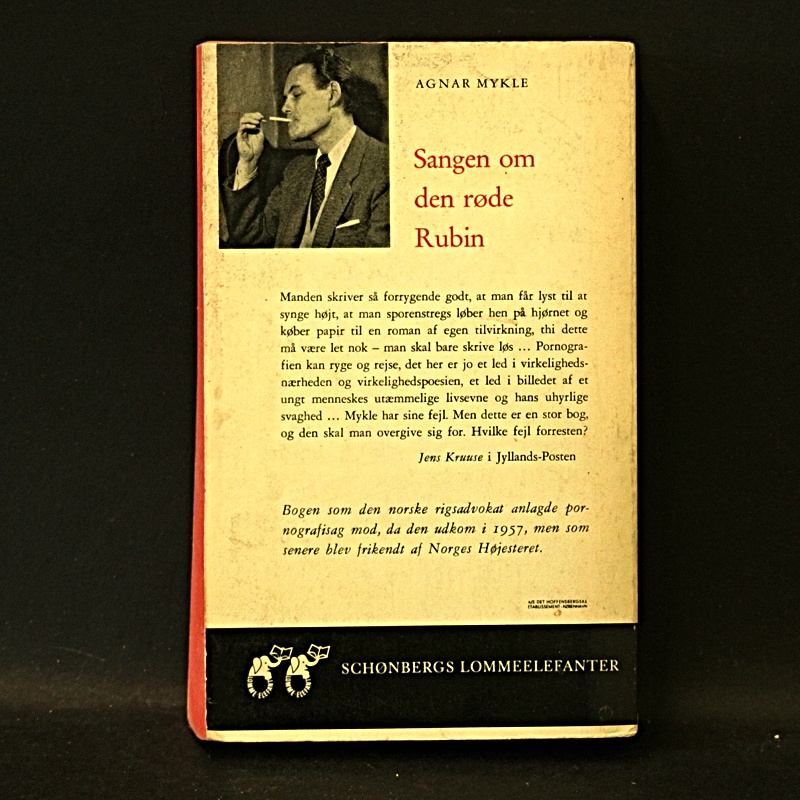 AGNAR MYKLE
Sangen om
den røde
Rubin
Manden skriver så forrygende godt, at man får lyst til at
synge højt, at man sporenstregs løber hen på hjørnet og
køber papir til en roman af egen tilvirkning, thi dette
må være let nok – man skal bare skrive løs ... Pornogra-
fien kan ryge og rejse, det her er jo et led i virkeligheds-
nærheden og virkelighedspoesien, et led i billedet af et
ungt menneskes utæmmelige livsevne og hans uhyrlige
svaghed ... Mykle har sine fejl. Men dette er en stor bog,
og den skal man overgive sig for. Hvilke fejl forresten?
Jens Kruuse i Jyllands-Posten
Bogen som den norske rigsadvokat anlagde por-
nografisag mod, da den udkom i 1957, men som
senere blev frikendt af Norges Højesteret.
A/S DET HOFFENSBERGSKE
ETABLISSEMENT · KØBENHAVN
SCHØNBERGS LOMMEELEFANTER